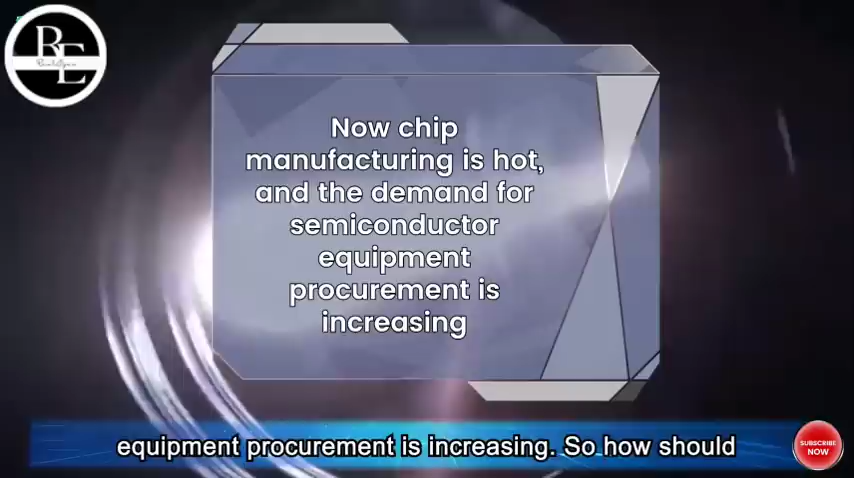 RE
Now chip
manufacturing is hot,
and the demand for
semiconductor
equipment
procurement is
increasing
equipment procurement is increasing. So how should
SUBSCRIBE
NOW